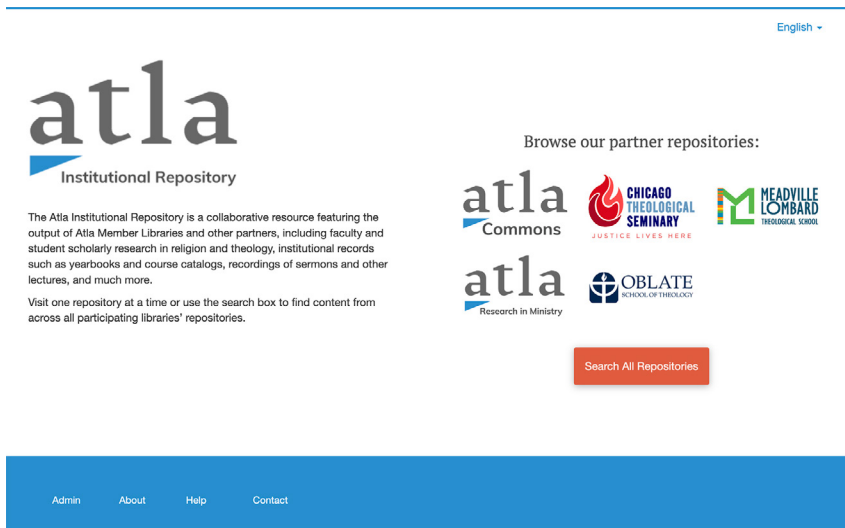 English
atla
Institutional Repository
The Atla Institutional Repository is a collaborative resource featuring the
output of Atla Member Libraries and other partners, including faculty and
student scholarly research in religion and theology, institutional records
such as yearbooks and course catalogs, recordings of sermons and other
lectures, and much more.
Visit one repository at a time or use the search box to find content from
across all participating libraries' repositories.
Browse our partner repositories:
atla
Commons
CHICAGO
THEOLOGICAL
SEMINARY
JUSTICE LIVES HERE
MEADVILLE
LOMBARD
THEOLOGICAL SCHOOL
atla
Research in Ministry
OBLATE
SCHOOL OF THEOLOGY
Search All Repositories
Admin About Help Contact